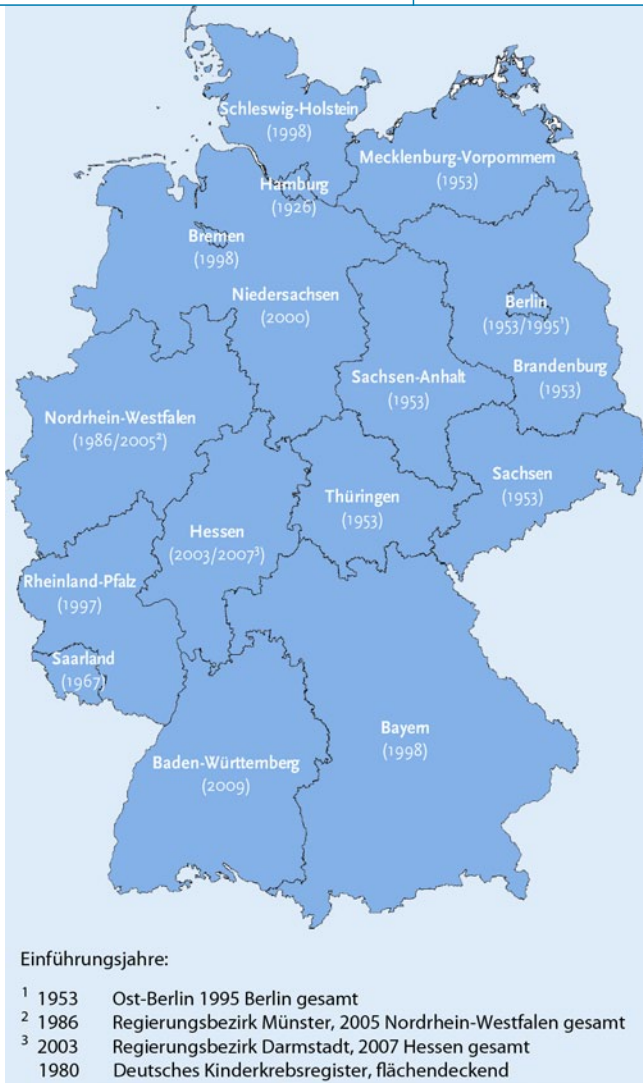 Schleswig-Holstein
(1998)
Mecklenburg-Vorpommern
(1953)
Hamburg
(1926)
Bremen
(1998)
Niedersachsen
(2000)
Berlin
(1953/1995¹)
Brandenburg
(1953)
Sachsen-Anhalt
(1953)
Nordrhein-Westfalen
(1986/2005²)
Sachsen
(1953)
Thüringen
(1953)
Hessen
(2003/2007³)
Rheinland-Pfalz
(1997)
Saarland
(1967)
Bayern
(1998)
Baden-Württemberg
(2009)
Einführungsjahre:
¹ 1953 Ost-Berlin 1995 Berlin gesamt
² 1986 Regierungsbezirk Münster, 2005 Nordrhein-Westfalen gesamt
³ 2003 Regierungsbezirk Darmstadt, 2007 Hessen gesamt
1980 Deutsches Kinderkrebsregister, flächendeckend